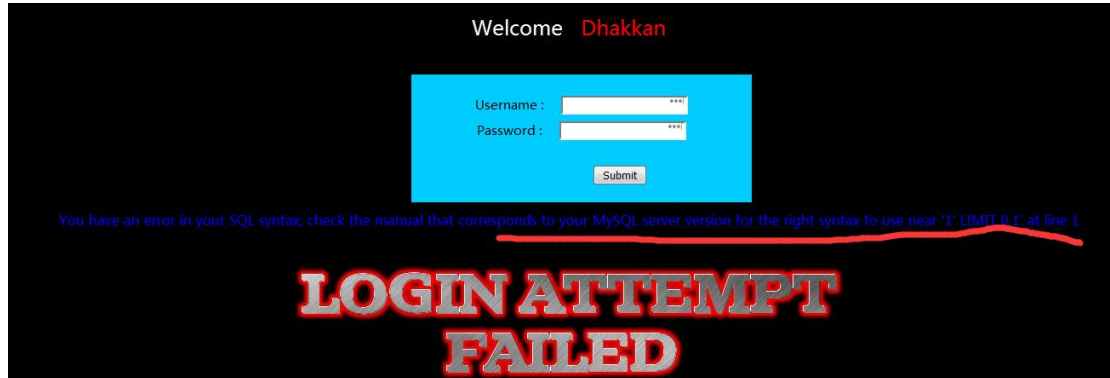 Welcome Dhakkan
Username : ***
Password : ***
Submit
You have an error in your SQL syntax; check the manual that corresponds to your MySQL server version for the right syntax to use near '1' LIMIT 0,1' at line 1
LOGIN ATTEMPT
FAILED